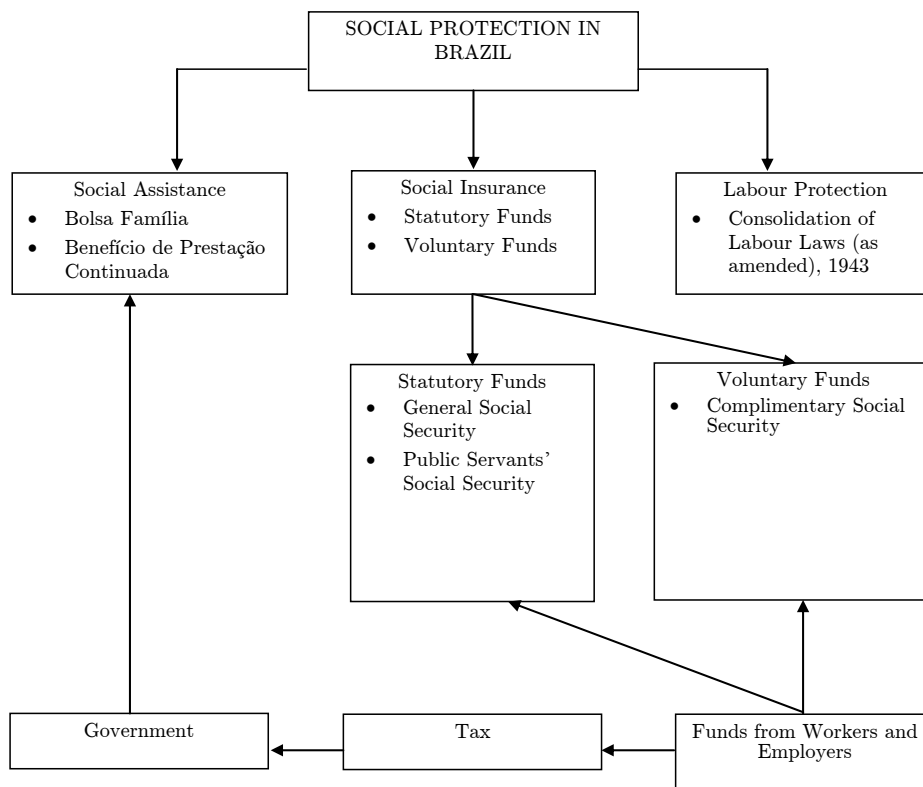 SOCIAL PROTECTION IN
BRAZIL
Social Assistance
• Bolsa Família
• Benefício de Prestação
Continuada
Social Insurance
• Statutory Funds
• Voluntary Funds
Labour Protection
• Consolidation of
Labour Laws (as
amended), 1943
Statutory Funds
• General Social
Security
• Public Servants'
Social Security
Voluntary Funds
• Complimentary Social
Security
Government
Tax
Funds from Workers and
Employers